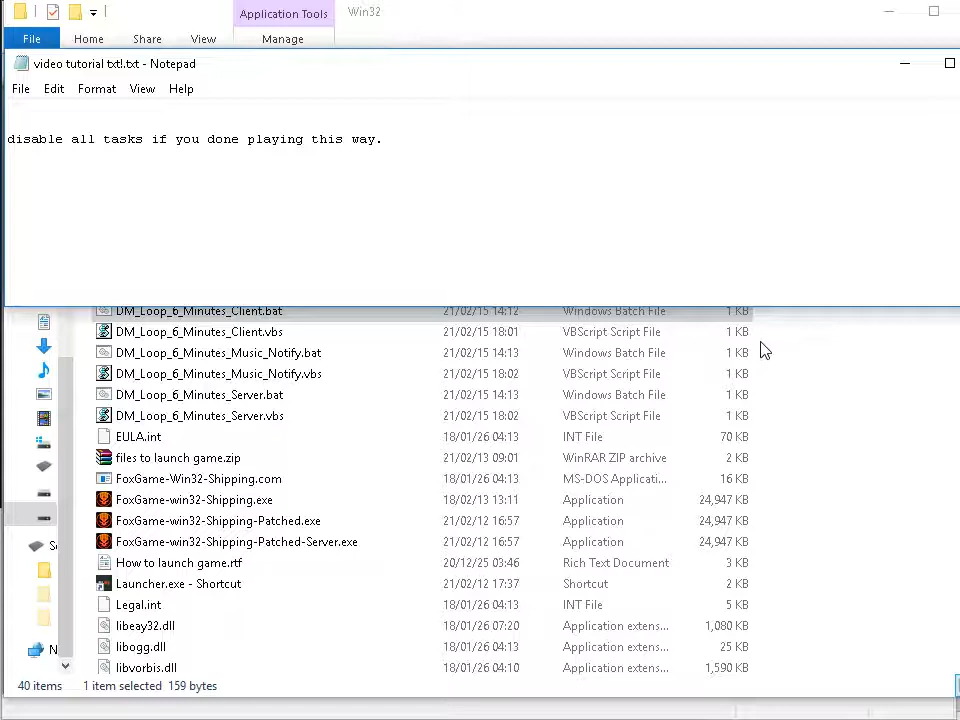 Application Tools
Win32
File
Home
Share
View
Manage
video tutorial txt!.txt - Notepad
File Edit Format View Help
disable all tasks if you done playing this way.
DM_Loop_6_Minutes_Client.bat 21/02/15 14:12 Windows Batch File 1 KB
DM_Loop_6_Minutes_Client.vbs 21/02/15 18:01 VBScript Script File 1 KB
DM_Loop_6_Minutes_Music_Notify.bat 21/02/15 14:13 Windows Batch File 1 KB
DM_Loop_6_Minutes_Music_Notify.vbs 21/02/15 18:02 VBScript Script File 1 KB
DM_Loop_6_Minutes_Server.bat 21/02/15 14:13 Windows Batch File 1 KB
DM_Loop_6_Minutes_Server.vbs 21/02/15 18:02 VBScript Script File 1 KB
EULA.int 18/01/26 04:13 INT File 70 KB
files to launch game.zip 21/02/13 09:01 WinRAR ZIP archive 2 KB
FoxGame-Win32-Shipping.com 18/01/26 04:13 MS-DOS Applicati... 16 KB
FoxGame-win32-Shipping.exe 18/02/13 13:11 Application 24,947 KB
FoxGame-win32-Shipping-Patched.exe 21/02/12 16:57 Application 24,947 KB
FoxGame-win32-Shipping-Patched-Server.exe 21/02/12 16:57 Application 24,947 KB
How to launch game.rtf 20/12/25 03:46 Rich Text Document 3 KB
Launcher.exe - Shortcut 21/02/12 17:37 Shortcut 2 KB
Legal.int 18/01/26 04:13 INT File 5 KB
libeay32.dll 18/01/26 07:20 Application extens... 1,080 KB
libogg.dll 18/01/26 04:13 Application extens... 25 KB
libvorbis.dll 18/01/26 04:10 Application extens... 1,590 KB
40 items 1 item selected 159 bytes